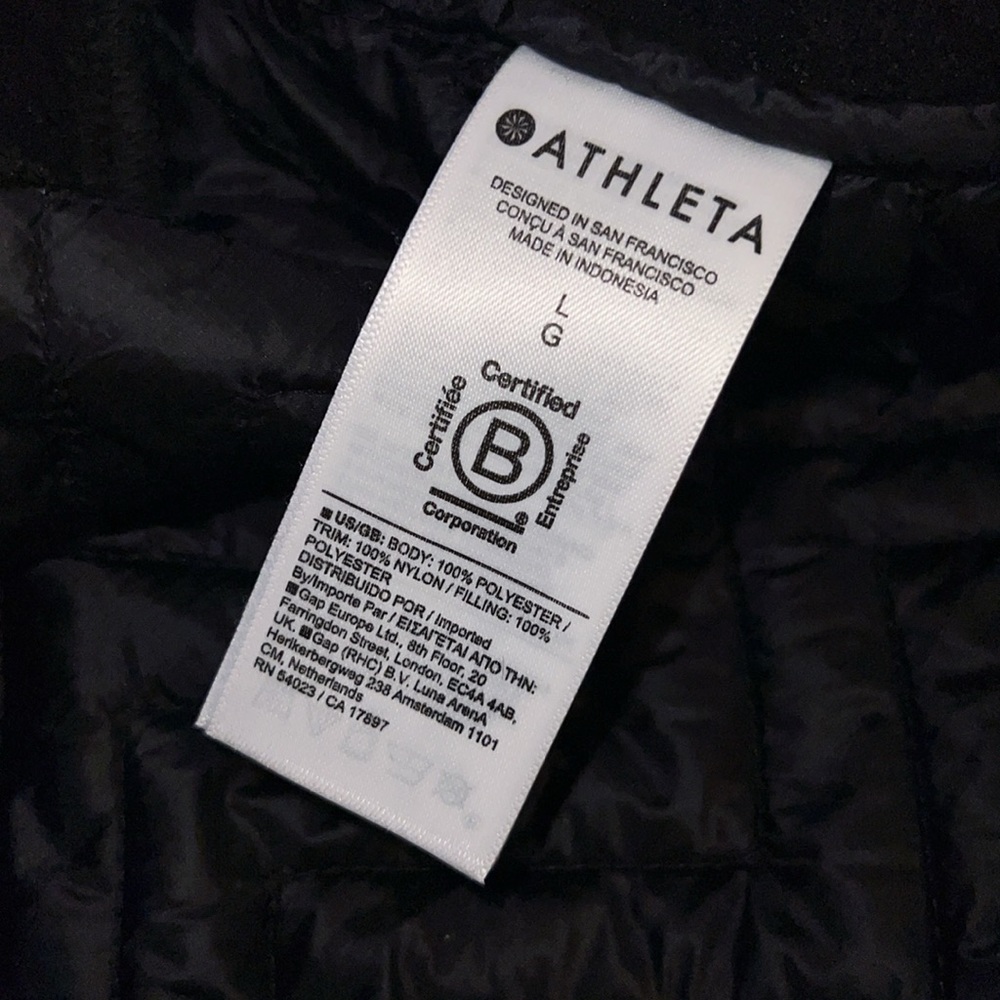 ATHLETA
DESIGNED IN SAN FRANCISCO
CONÇU À SAN FRANCISCO
MADE IN INDONESIA
L
G
Certified
Certifiée
B
Entreprise
®
Corporation
US/GB: BODY: 100% POLYESTER /
TRIM: 100% NYLON / FILLING: 100%
POLYESTER
DISTRIBUIDO POR / Imported
By/Importe Par / ΕΙΣΑΓΕΤΑΙ ΑΠΟ ΤΗΝ:
Gap Europe Ltd., 8th Floor, 20
Farringdon Street, London, EC4A 4AB,
UK. Gap (RHC) B.V. Luna ArenA
Herikerbergweg 238 Amsterdam 1101
CM, Netherlands
RN 54023 / CA 17897